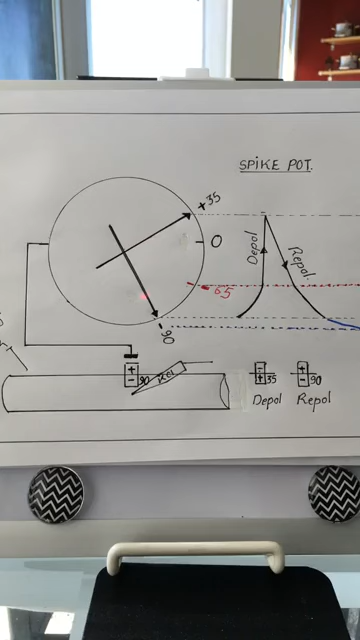 SPIKE POT.
+35
0
-65
-90
Depol
Repol
+
-
90
KCl
-
+
35
+
-
90
Depol
Repol